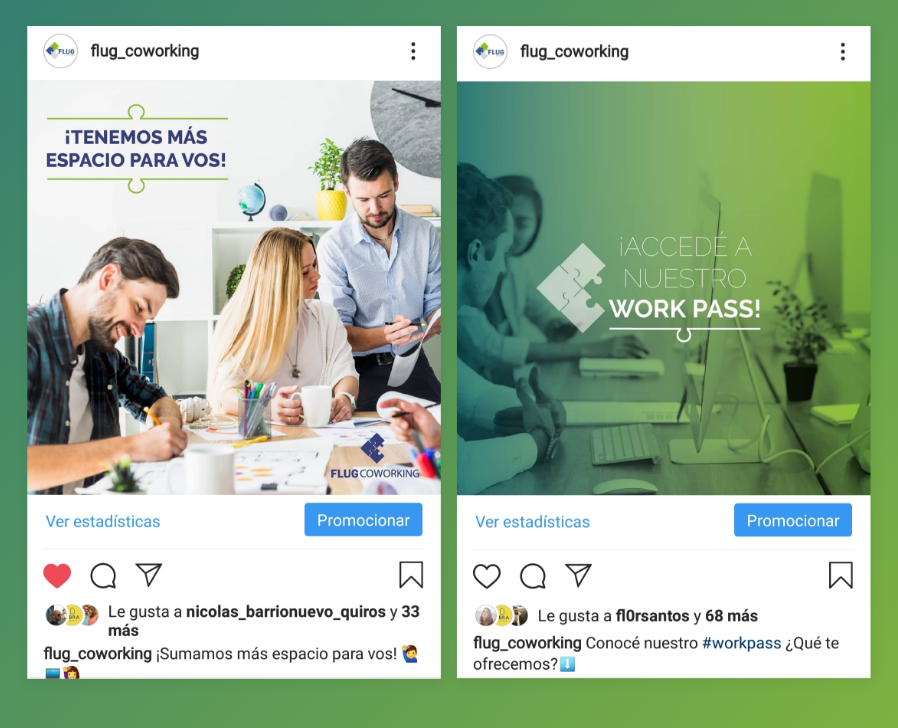 FLUG
flug_coworking
¡TENEMOS MÁS
ESPACIO PARA VOS!
FLUGCOWORKING
Ver estadísticas
Promocionar
Le gusta a nicolas_barrionuevo_quiros y 33
más
flug_coworking ¡Sumamos más espacio para vos! 🙋‍♂️
💻🙋‍♀️
FLUG
flug_coworking
¡ACCEDÉ A
NUESTRO
WORK PASS!
Ver estadísticas
Promocionar
Le gusta a fl0rsantos y 68 más
flug_coworking Conocé nuestro #workpass ¿Qué te
ofrecemos?⬇️